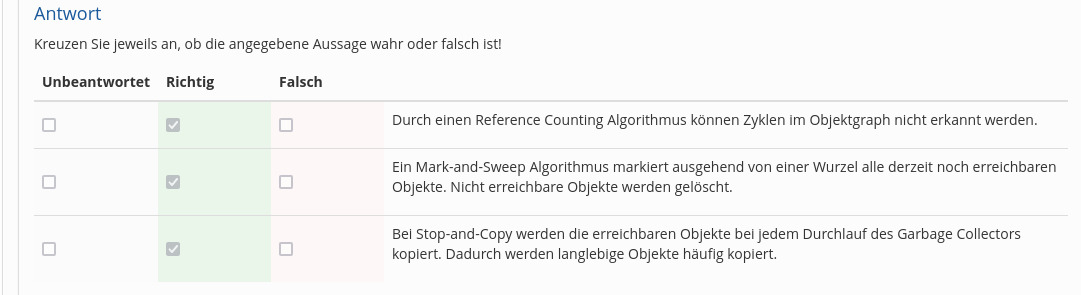 Antwort
Kreuzen Sie jeweils an, ob die angegebene Aussage wahr oder falsch ist!
Unbeantwortet Richtig Falsch
Durch einen Reference Counting Algorithmus können Zyklen im Objektgraph nicht erkannt werden.
Ein Mark-and-Sweep Algorithmus markiert ausgehend von einer Wurzel alle derzeit noch erreichbaren
Objekte. Nicht erreichbare Objekte werden gelöscht.
Bei Stop-and-Copy werden die erreichbaren Objekte bei jedem Durchlauf des Garbage Collectors
kopiert. Dadurch werden langlebige Objekte häufig kopiert.